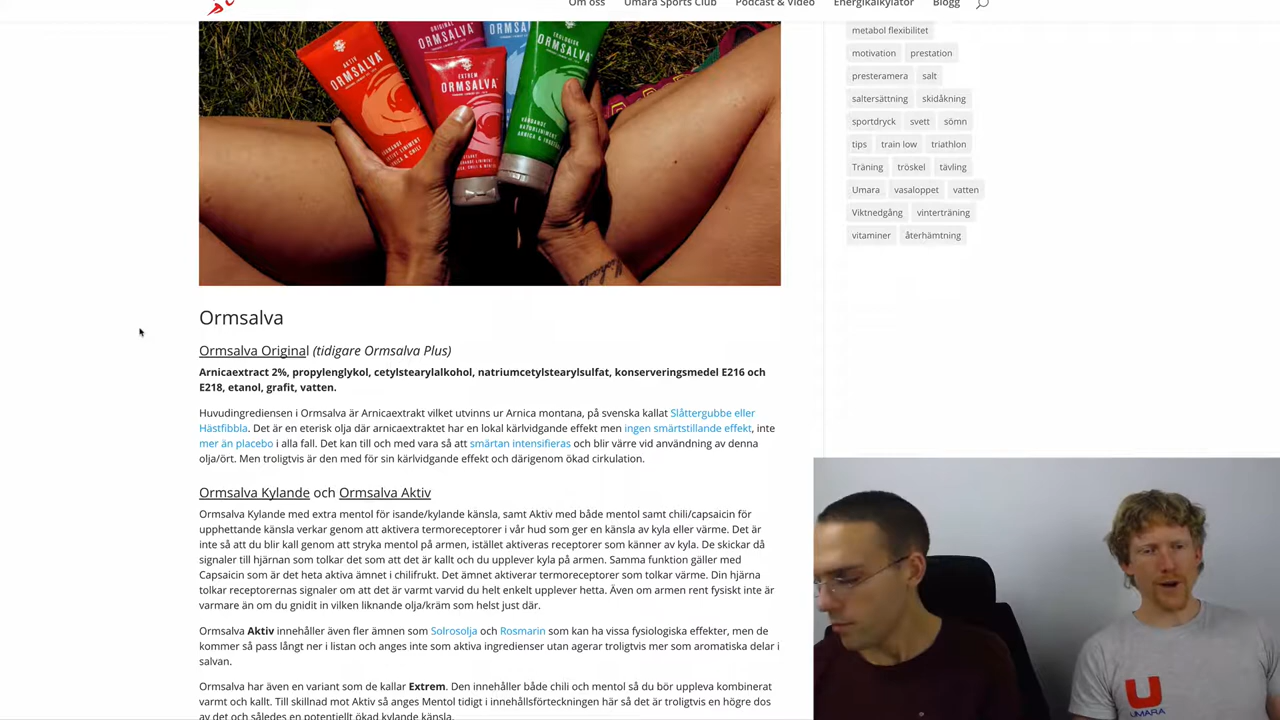 Om oss Umara Sports Club Podcast & Video Energikalkylator Blogg
AKTIV
ORMSALVA
ORMSALVA
EXTREM
ORMSALVA
ORMSALVA
metabol flexibilitet
motivation prestation
presteramera salt
saltersättning skidåkning
sportdryck svett sömn
tips train low triathlon
Träning tröskel tävling
Umara vasaloppet vatten
Viktnedgång vinterträning
vitaminer återhämtning
Ormsalva
Ormsalva Original (tidigare Ormsalva Plus)
Arnicaextract 2%, propylenglykol, cetylstearylalkohol, natriumcetylstearylsulfat, konserveringsmedel E216 och
E218, etanol, grafit, vatten.
Huvudingrediensen i Ormsalva är Arnicaextrakt vilket utvinns ur Arnica montana, på svenska kallat Slåttergubbe eller
Hästfibbla. Det är en eterisk olja där arnicaextraktet har en lokal kärlvidgande effekt men ingen smärtstillande effekt, inte
mer än placebo i alla fall. Det kan till och med vara så att smärtan intensifieras och blir värre vid användning av denna
olja/ört. Men troligtvis är den med för sin kärlvidgande effekt och därigenom ökad cirkulation.
Ormsalva Kylande och Ormsalva Aktiv
Ormsalva Kylande med extra mentol för isande/kylande känsla, samt Aktiv med både mentol samt chili/capsaicin för
upphettande känsla verkar genom att aktivera termoreceptorer i vår hud som ger en känsla av kyla eller värme. Det är
inte så att du blir kall genom att stryka mentol på armen, istället aktiveras receptorer som känner av kyla. De skickar då
signaler till hjärnan som tolkar det som att det är kallt och du upplever kyla på armen. Samma funktion gäller med
Capsaicin som är det heta aktiva ämnet i chilifrukt. Det ämnet aktiverar termoreceptorer som tolkar värme. Din hjärna
tolkar receptorernas signaler om att det är varmt varvid du helt enkelt upplever hetta. Även om armen rent fysiskt inte är
varmare än om du gnidit in vilken liknande olja/kräm som helst just där.
Ormsalva Aktiv innehåller även fler ämnen som Solrosolja och Rosmarin som kan ha vissa fysiologiska effekter, men de
kommer så pass långt ner i listan och anges inte som aktiva ingredienser utan agerar troligtvis mer som aromatiska delar i
salvan.
Ormsalva har även en variant som de kallar Extrem. Den innehåller både chili och mentol så du bör uppleva kombinerat
varmt och kallt. Till skillnad mot Aktiv så anges Mentol tidigt i innehållsförteckningen här så det är troligtvis en högre dos
av det och således en potentiellt ökad kylande känsla.
UMARA